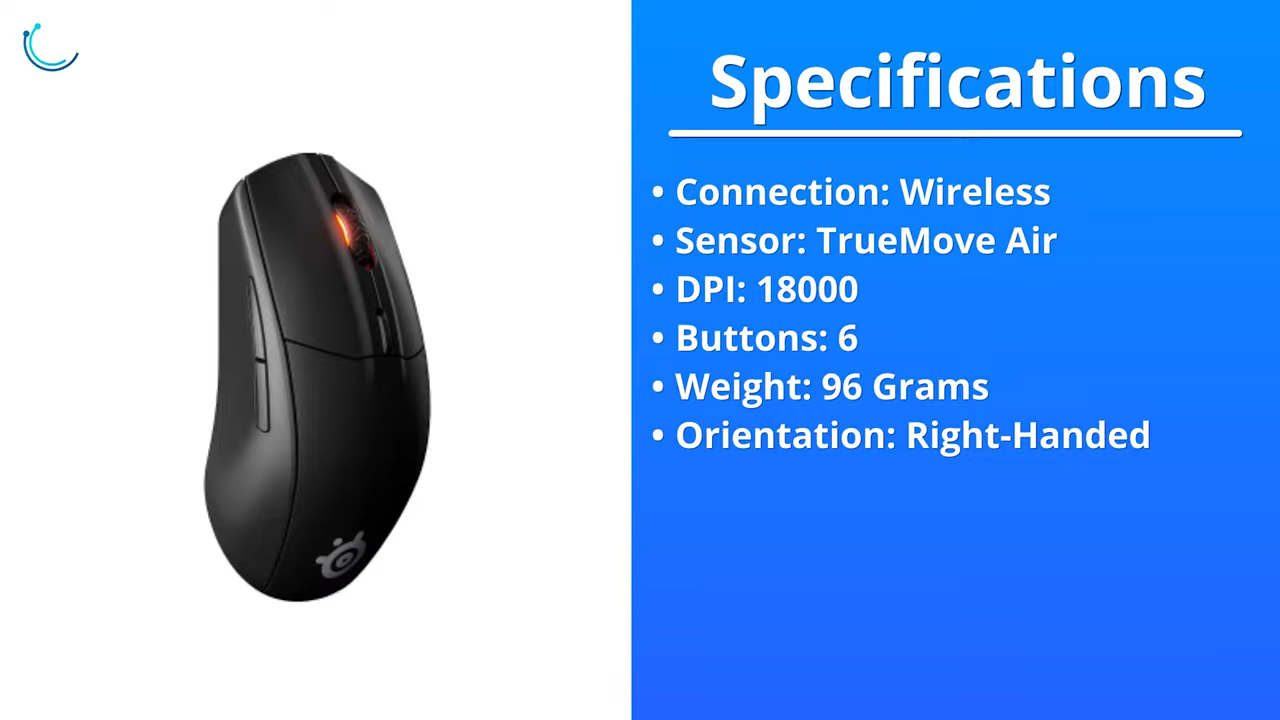 Specifications
• Connection: Wireless
• Sensor: TrueMove Air
• DPI: 18000
• Buttons: 6
• Weight: 96 Grams
• Orientation: Right-Handed